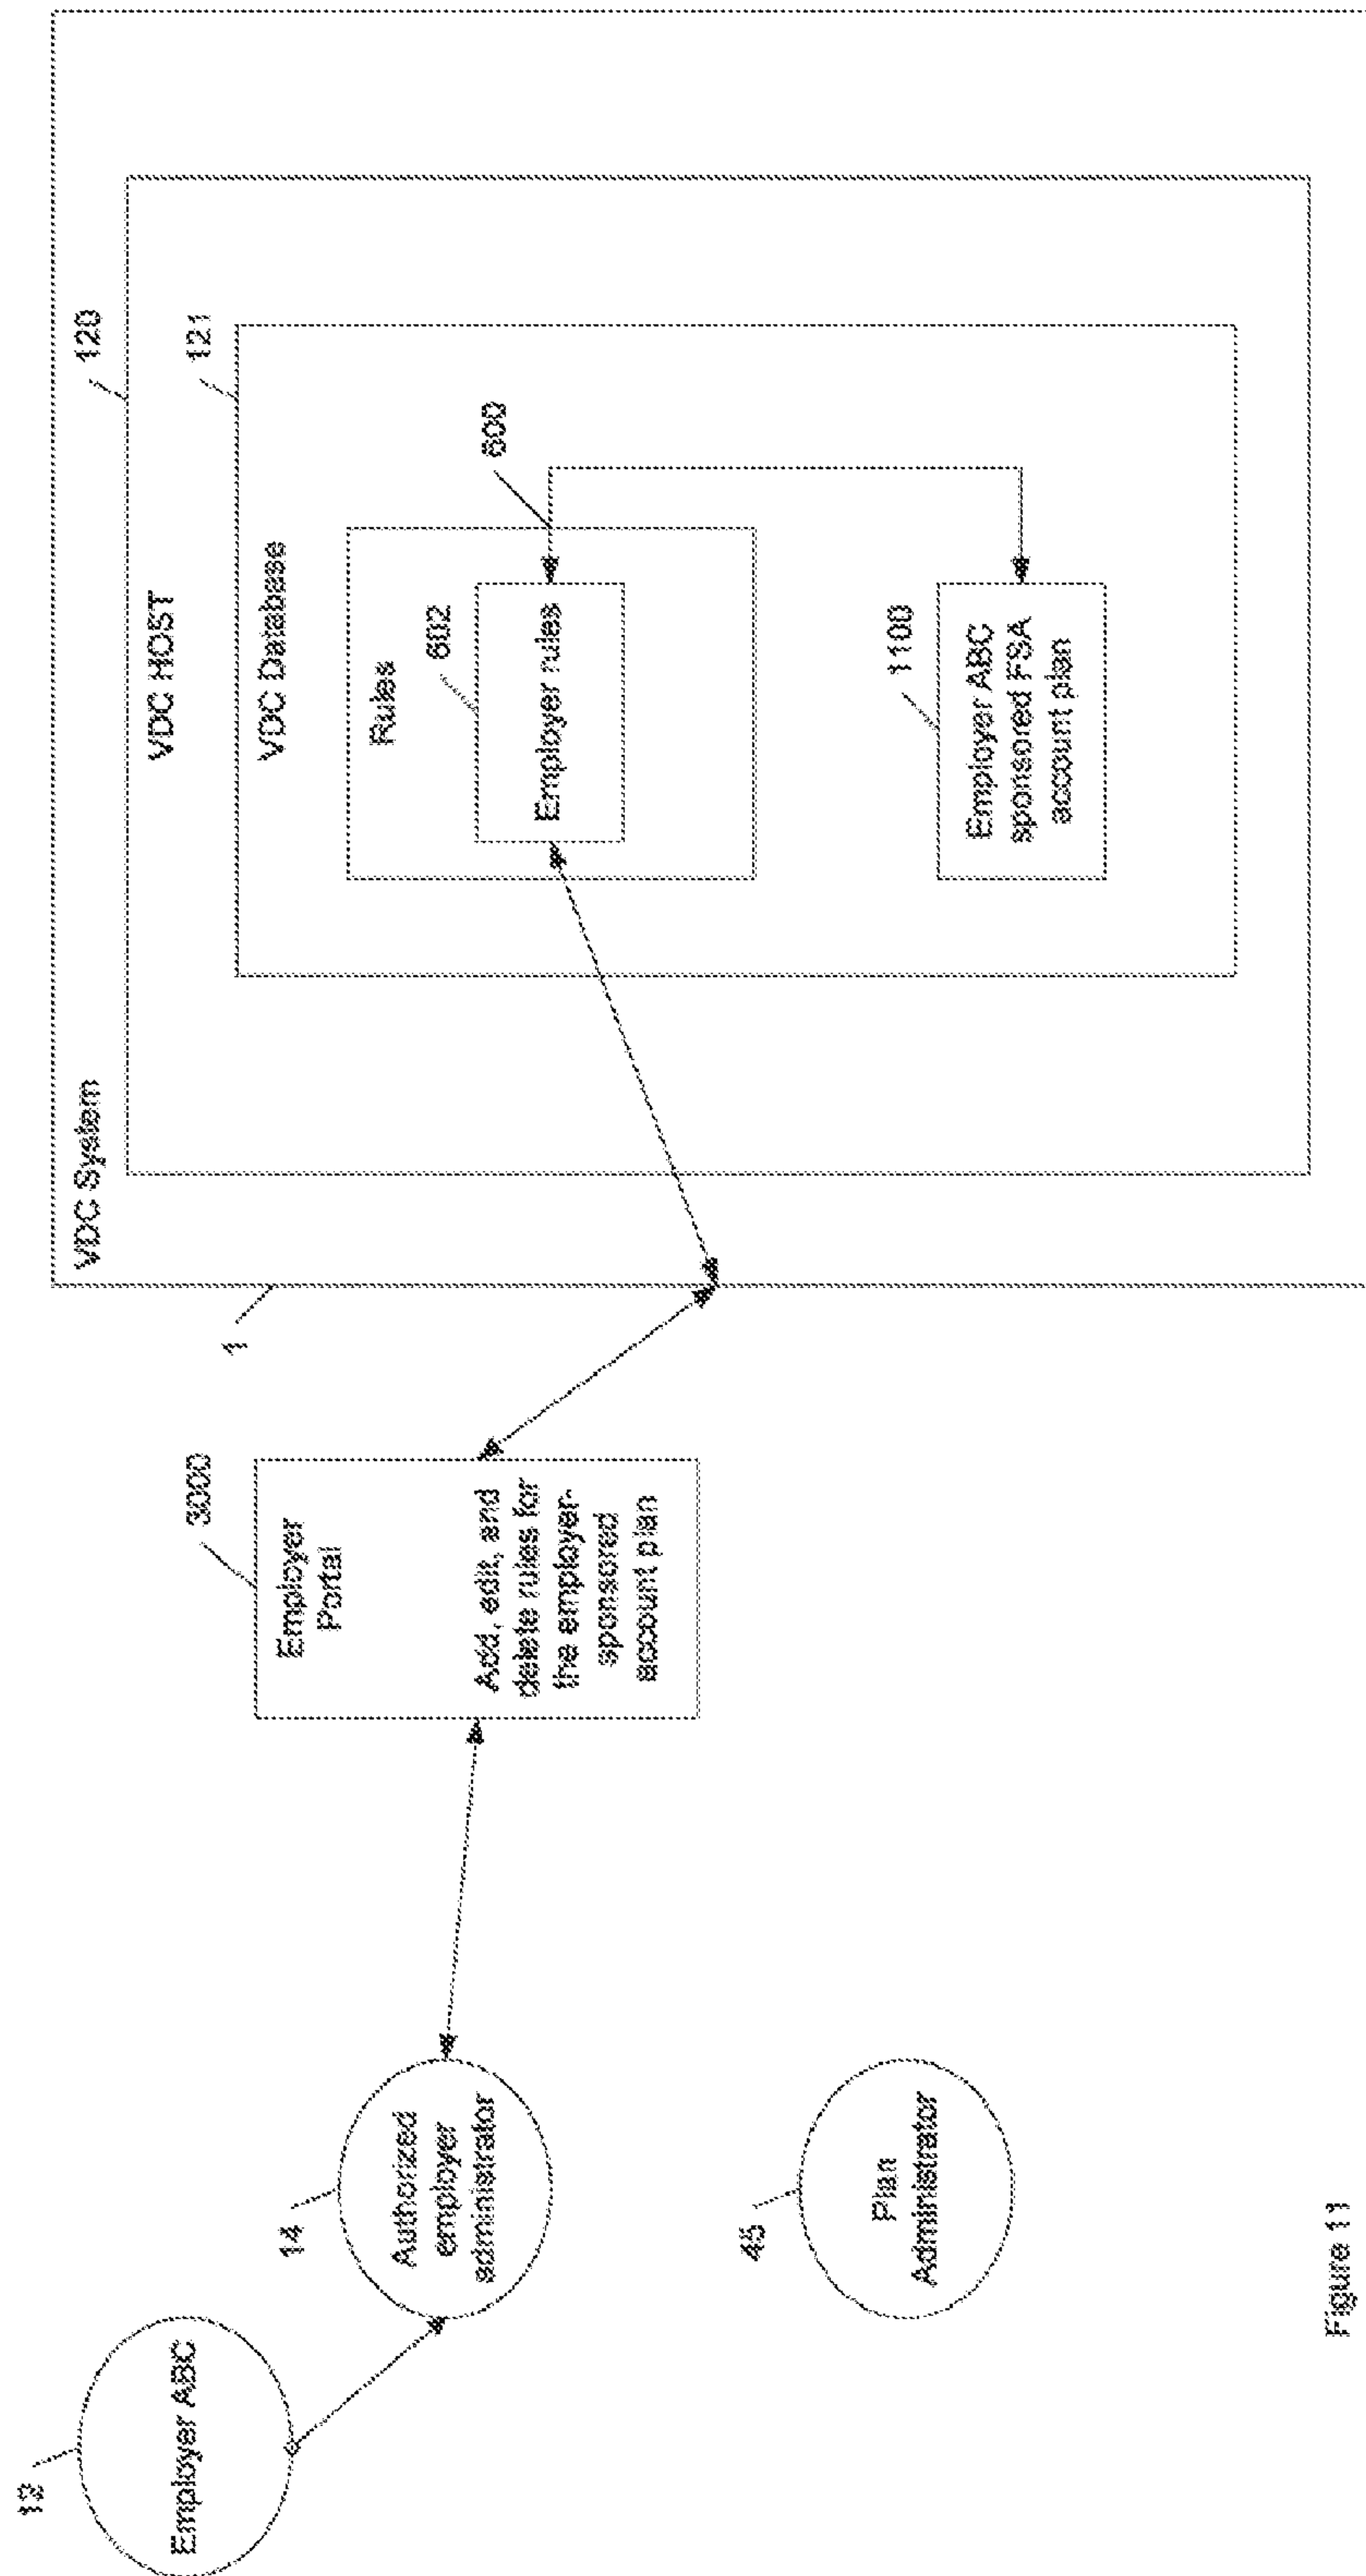 Employer ABC
14
Authorized
employer
administrator
45
Plan
Administrator
3000
Employer
Portal
Add, edit, and
delete rules for
the employer-
sponsored
account plan
1
VDC System
120
VDC HOST
121
VDC Database
600
Rules
602
Employer rules
1100
Employer ABC
sponsored FSA
account plan
Figure 11